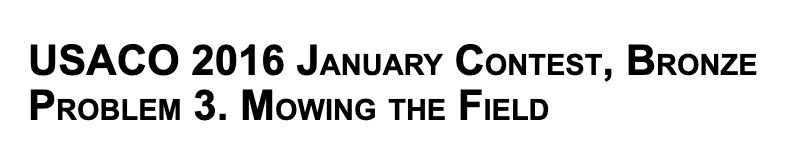 USACO 2016 January Contest, Bronze
Problem 3. Mowing the Field